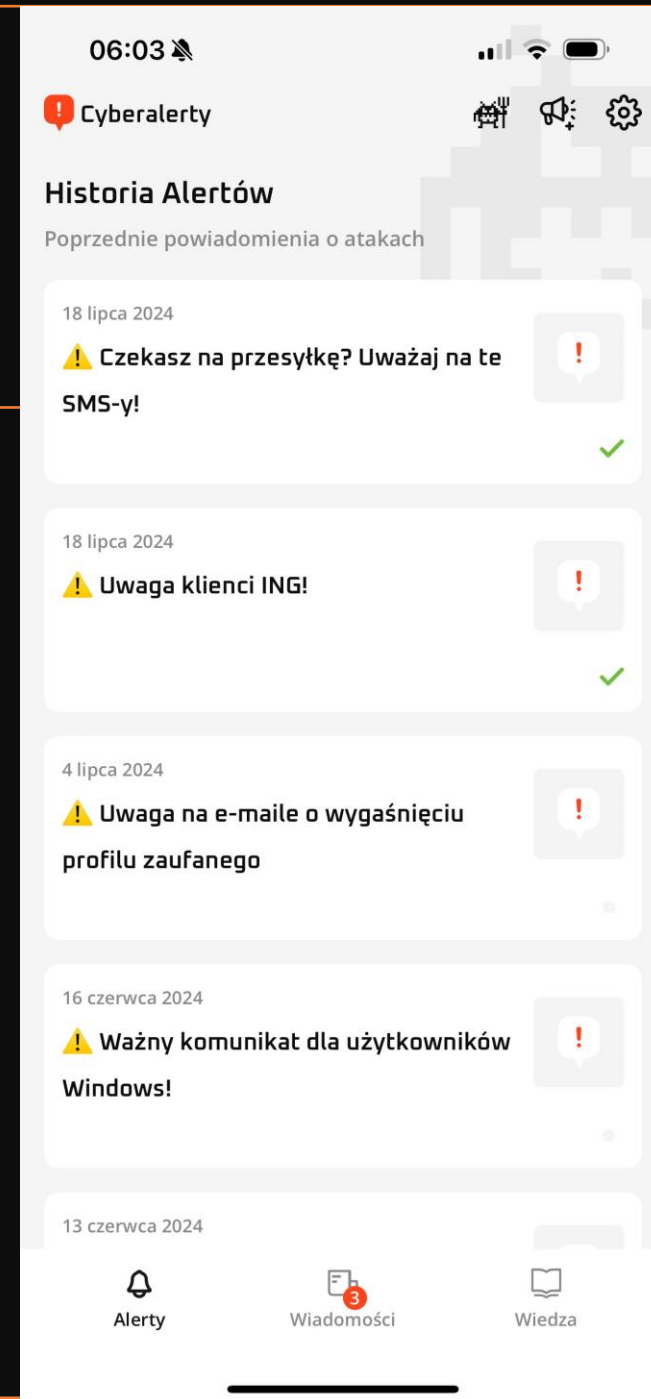 06:03
Cyberalerty
Historia Alertów
Poprzednie powiadomienia o atakach
18 lipca 2024
⚠️ Czekasz na przesyłkę? Uważaj na te
SMS-y!
18 lipca 2024
⚠️ Uwaga klienci ING!
4 lipca 2024
⚠️ Uwaga na e-maile o wygaśnięciu
profilu zaufanego
16 czerwca 2024
⚠️ Ważny komunikat dla użytkowników
Windows!
13 czerwca 2024
3
Alerty Wiadomości Wiedza